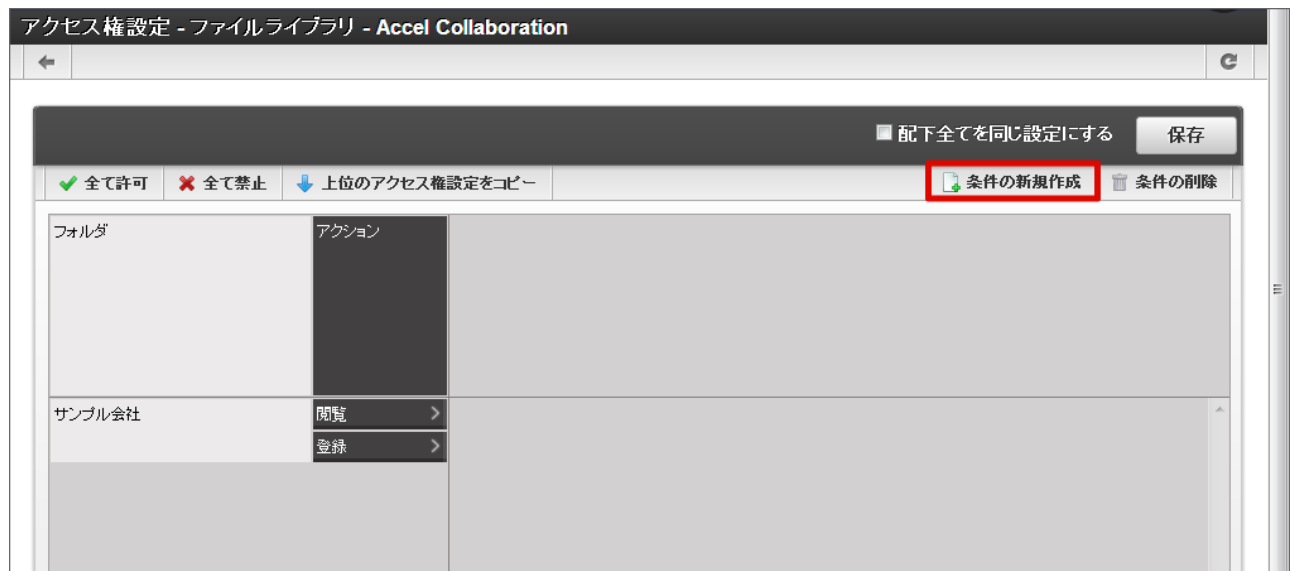 アクセス権設定 - ファイルライブラリ - Accel Collaboration
配下全てを同じ設定にする 保存
全て許可 全て禁止 上位のアクセス権設定をコピー 条件の新規作成 条件の削除
フォルダ アクション
サンプル会社 閲覧
登録